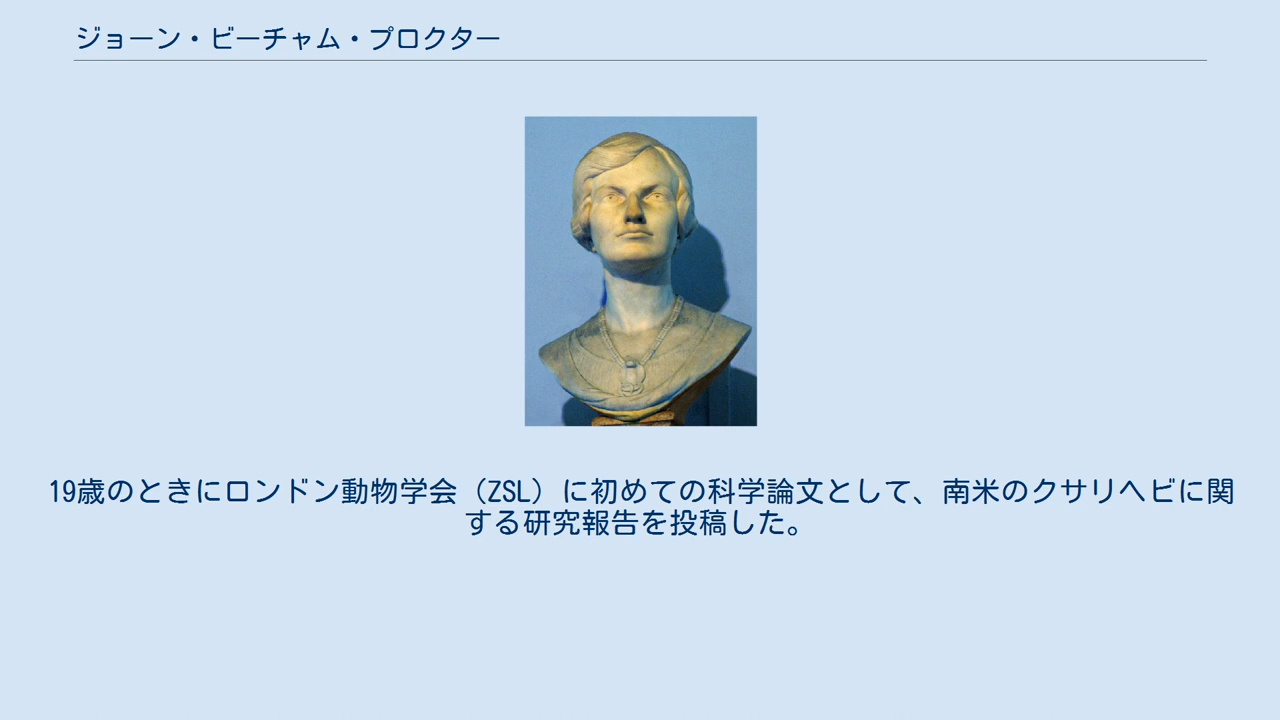 ジョーン・ビーチャム・プロクター
19歳のときにロンドン動物学会（ZSL）に初めての科学論文として、南米のクサリヘビに関
する研究報告を投稿した。